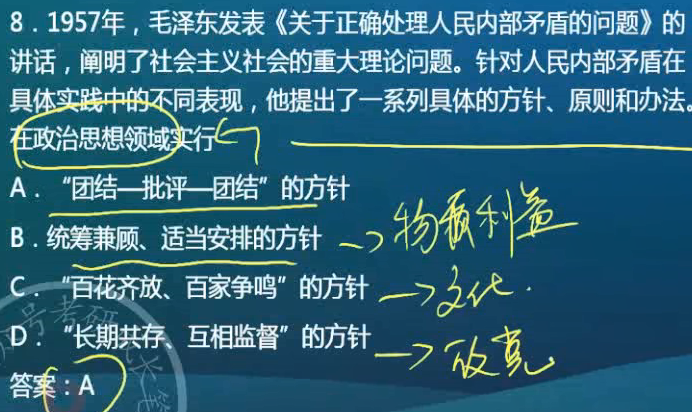 8．1957年，毛泽东发表《关于正确处理人民内部矛盾的问题》的
讲话，阐明了社会主义社会的重大理论问题。针对人民内部矛盾在
具体实践中的不同表现，他提出了一系列具体的方针、原则和办法。
在政治思想领域实行
A．“团结—批评—团结”的方针
B．统筹兼顾、适当安排的方针
物质利益
C．“百花齐放、百家争鸣”的方针
文化
D．“长期共存、互相监督”的方针
政党
答案：A